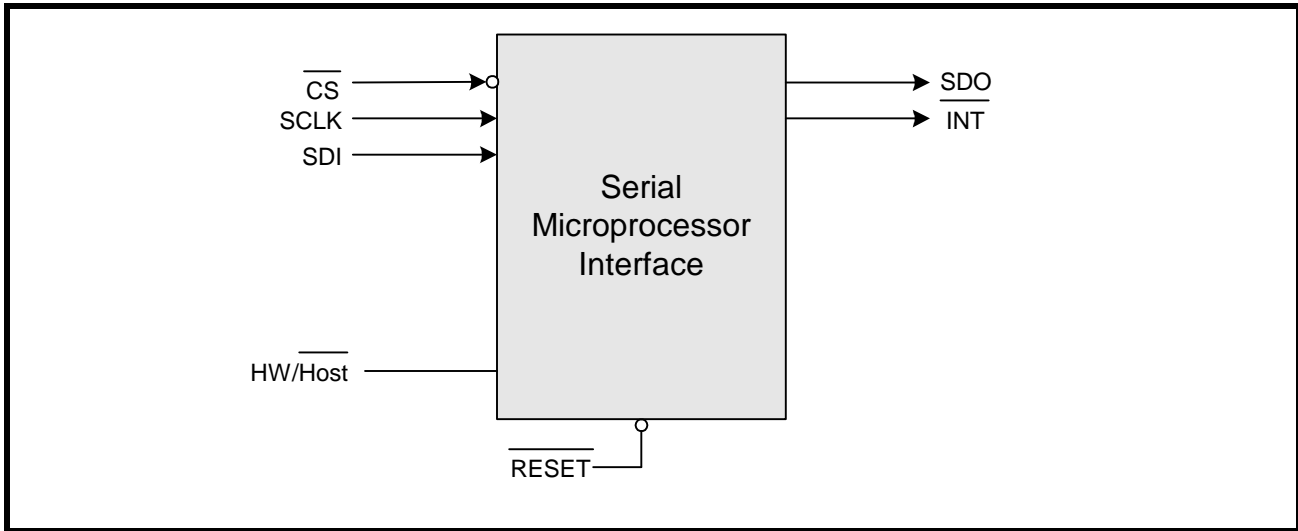 CS
SCLK
SDI
SDO
INT
Serial
Microprocessor
Interface
HW/Host
RESET